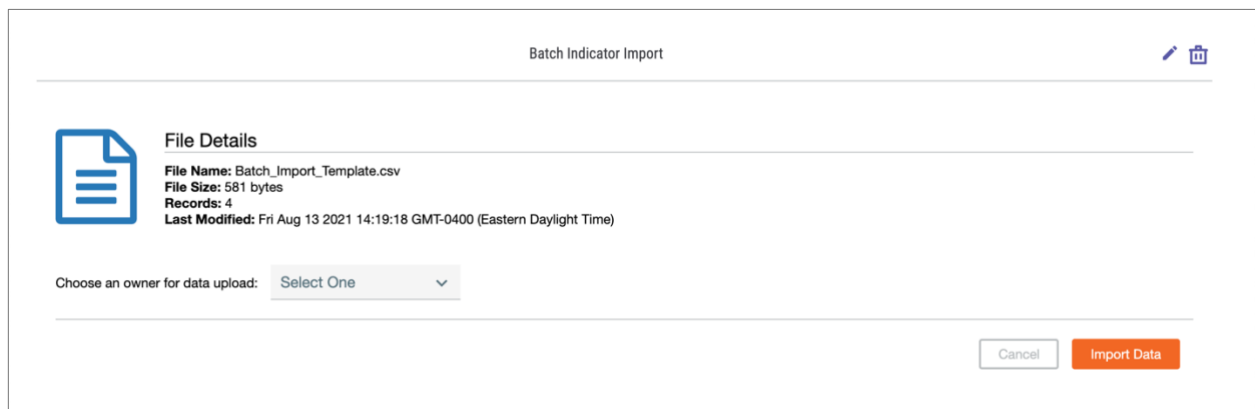 Batch Indicator Import
File Details
File Name: Batch_Import_Template.csv
File Size: 581 bytes
Records: 4
Last Modified: Fri Aug 13 2021 14:19:18 GMT-0400 (Eastern Daylight Time)
Choose an owner for data upload: Select One
Cancel Import Data